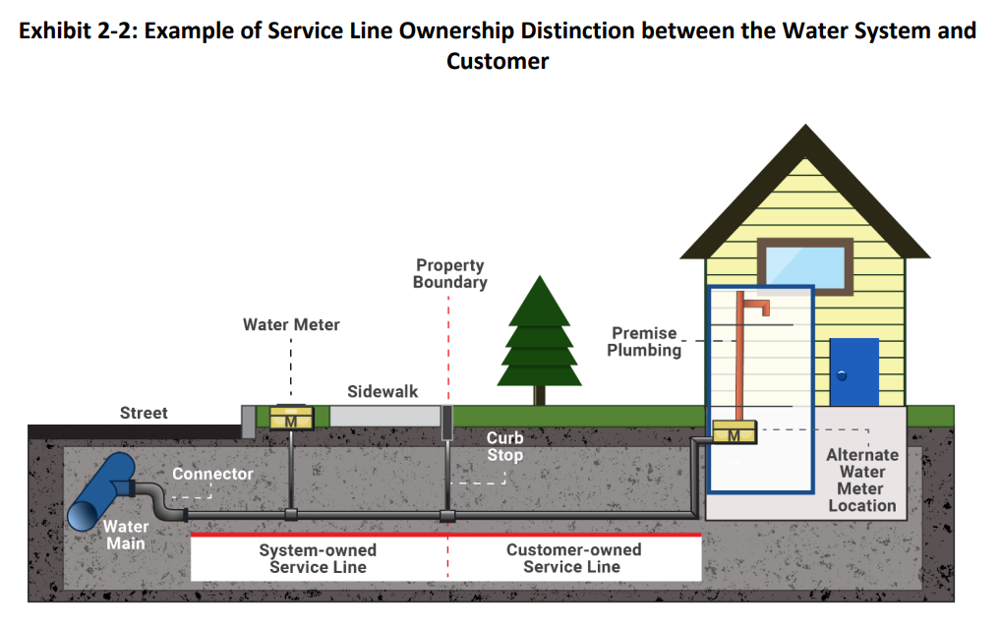 Exhibit 2-2: Example of Service Line Ownership Distinction between the Water System and
Customer
Property
Boundary
Water Meter
Premise
Plumbing
Sidewalk
Street
M
M
Curb
Stop
Connector
Alternate
Water
Meter
Location
Water
Main
System-owned
Service Line
Customer-owned
Service Line